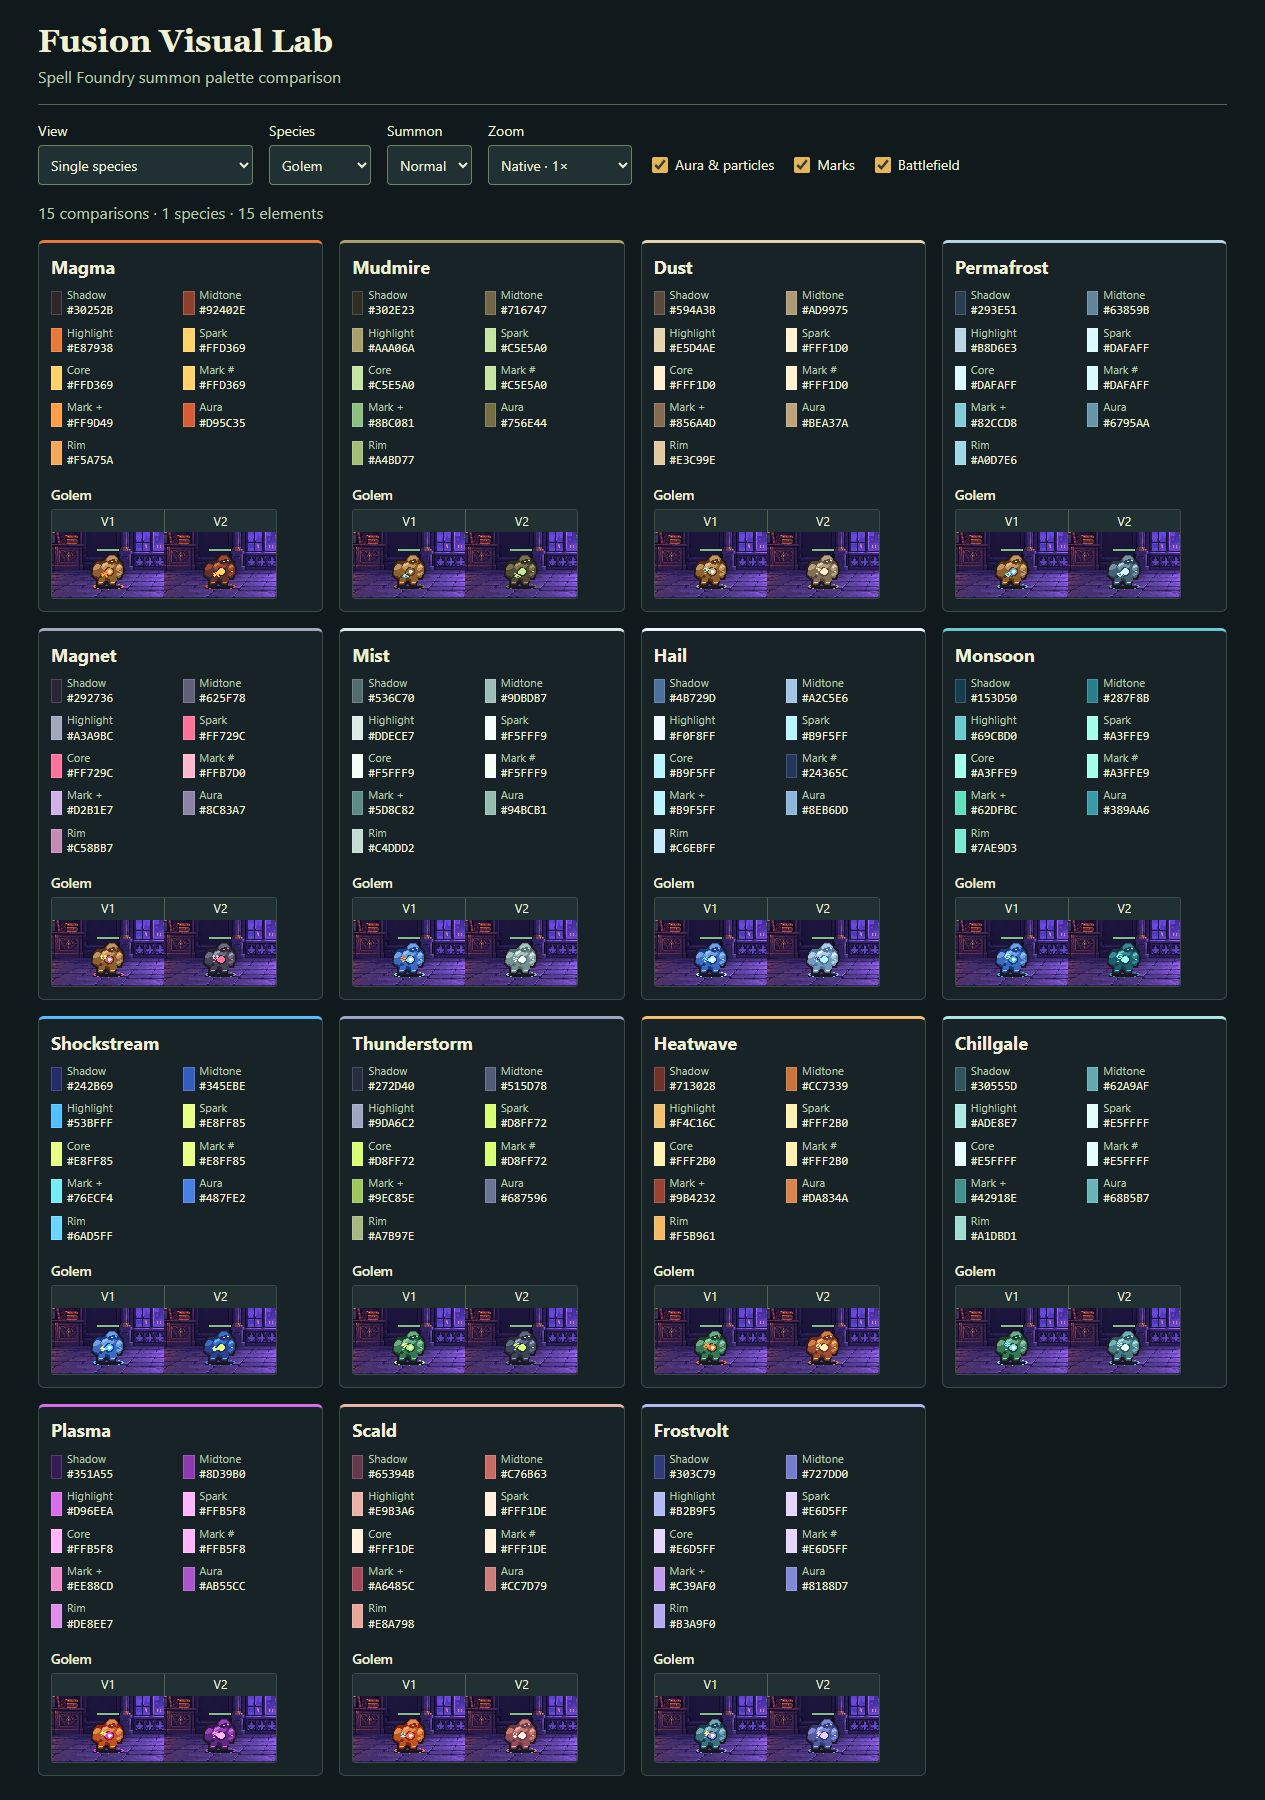 Fusion Visual Lab
Spell Foundry summon palette comparison
View Species Summon Zoom
Single species Golem Normal Native · 1× Aura & particles Marks Battlefield
15 comparisons · 1 species · 15 elements
Magma
Shadow Midtone
#30252B #92402E
Highlight Spark
#E87938 #FFD369
Core Mark #
#FFD369 #FFD369
Mark + Aura
#FF9D49 #D95C35
Rim
#F5A75A
Golem
V1 V2
Mudmire
Shadow Midtone
#302E23 #716747
Highlight Spark
#AAA06A #C5E5A0
Core Mark #
#C5E5A0 #C5E5A0
Mark + Aura
#8BC081 #756E44
Rim
#A4BD77
Golem
V1 V2
Dust
Shadow Midtone
#594A3B #AD9975
Highlight Spark
#E5D4AE #FFF1D0
Core Mark #
#FFF1D0 #FFF1D0
Mark + Aura
#856A4D #BEA37A
Rim
#E3C99E
Golem
V1 V2
Permafrost
Shadow Midtone
#293E51 #63859B
Highlight Spark
#B8D6E3 #DAFAFF
Core Mark #
#DAFAFF #DAFAFF
Mark + Aura
#82CCD8 #6795AA
Rim
#A0D7E6
Golem
V1 V2
Magnet
Shadow Midtone
#292736 #625F78
Highlight Spark
#A3A9BC #FF729C
Core Mark #
#FF729C #FFB7D0
Mark + Aura
#D2B1E7 #8C83A7
Rim
#C58BB7
Golem
V1 V2
Mist
Shadow Midtone
#536C70 #9DBDB7
Highlight Spark
#DDECE7 #F5FFF9
Core Mark #
#F5FFF9 #F5FFF9
Mark + Aura
#5D8C82 #94BCB1
Rim
#C4DDD2
Golem
V1 V2
Hail
Shadow Midtone
#4B729D #A2C5E6
Highlight Spark
#F0F8FF #B9F5FF
Core Mark #
#B9F5FF #24365C
Mark + Aura
#B9F5FF #8EB6DD
Rim
#C6EBFF
Golem
V1 V2
Monsoon
Shadow Midtone
#153D50 #287F8B
Highlight Spark
#69CBD0 #A3FFE9
Core Mark #
#A3FFE9 #A3FFE9
Mark + Aura
#62DFBC #389AA6
Rim
#7AE9D3
Golem
V1 V2
Shockstream
Shadow Midtone
#242B69 #345EBE
Highlight Spark
#53BFFF #E8FF85
Core Mark #
#E8FF85 #E8FF85
Mark + Aura
#76ECF4 #487FE2
Rim
#6AD5FF
Golem
V1 V2
Thunderstorm
Shadow Midtone
#272D40 #515D78
Highlight Spark
#9DA6C2 #D8FF72
Core Mark #
#D8FF72 #D8FF72
Mark + Aura
#9EC85E #687596
Rim
#A7B97E
Golem
V1 V2
Heatwave
Shadow Midtone
#713028 #CC7339
Highlight Spark
#F4C16C #FFF2B0
Core Mark #
#FFF2B0 #FFF2B0
Mark + Aura
#9B4232 #DA834A
Rim
#F5B961
Golem
V1 V2
Chillgale
Shadow Midtone
#30555D #62A9AF
Highlight Spark
#ADE8E7 #E5FFFF
Core Mark #
#E5FFFF #E5FFFF
Mark + Aura
#42918E #68B5B7
Rim
#A1DBD1
Golem
V1 V2
Plasma
Shadow Midtone
#351A55 #8D39B0
Highlight Spark
#D96EEA #FFB5F8
Core Mark #
#FFB5F8 #FFB5F8
Mark + Aura
#EE88CD #AB55CC
Rim
#DE8EE7
Golem
V1 V2
Scald
Shadow Midtone
#65394B #C76B63
Highlight Spark
#E9B3A6 #FFF1DE
Core Mark #
#FFF1DE #FFF1DE
Mark + Aura
#A6485C #CC7D79
Rim
#E8A798
Golem
V1 V2
Frostvolt
Shadow Midtone
#303C79 #727DD0
Highlight Spark
#B2B9F5 #E6D5FF
Core Mark #
#E6D5FF #E6D5FF
Mark + Aura
#C39AF0 #8188D7
Rim
#B3A9F0
Golem
V1 V2